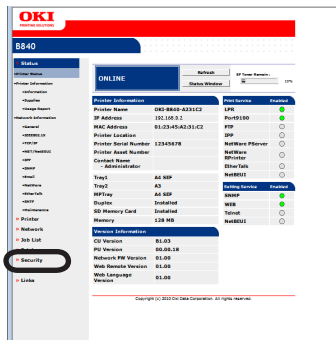 OKI
PRINTING SOLUTIONS
B840
Status
Printer Status
Printer Information
Information
Supplies
Usage Report
Network Information
General
IEEE802.1X
TCP/IP
NBT/NetBEUI
IPP
SNMP
Email
NetWare
EtherTalk
SNTP
Maintenance
Printer
Network
Job List
Security
Links
ONLINE
Refresh
Status Window
BP Toner Remain :
10%
Printer Information
Printer Name OKI-B840-A231C2
IP Address 192.168.0.2
MAC Address 01:23:45:A2:31:C2
Printer Location
Printer Serial Number 12345678
Printer Asset Number
Contact Name
- Administrator
Tray1 A4 SEF
Tray2 A3
MPTray A4 SEF
Duplex Installed
SD Memory Card Installed
Memory 128 MB
Version Information
CU Version B1.03
PU Version 00.00.18
Network FW Version 01.00
Web Remote Version 01.00
Web Language
Version 01.00
Print Service Enabled
LPR
Port9100
FTP
IPP
NetWare PServer
NetWare
RPrinter
EtherTalk
NetBEUI
Setting Service Enabled
SNMP
WEB
Telnet
NetBEUI
Copyright (c) 2010 Oki Data Corporation. All rights reserved.